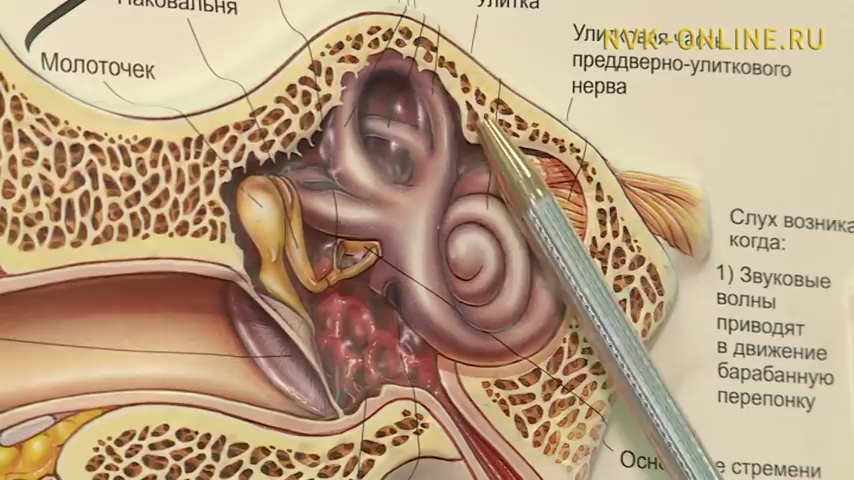 Наковальня
Улитка
NVK-ONLINE.RU
Молоточек
преддверно-улиткового
нерва
Слух возника
когда:
1) Звуковые
волны
приводят
в движение
барабанную
перепонку
стремени